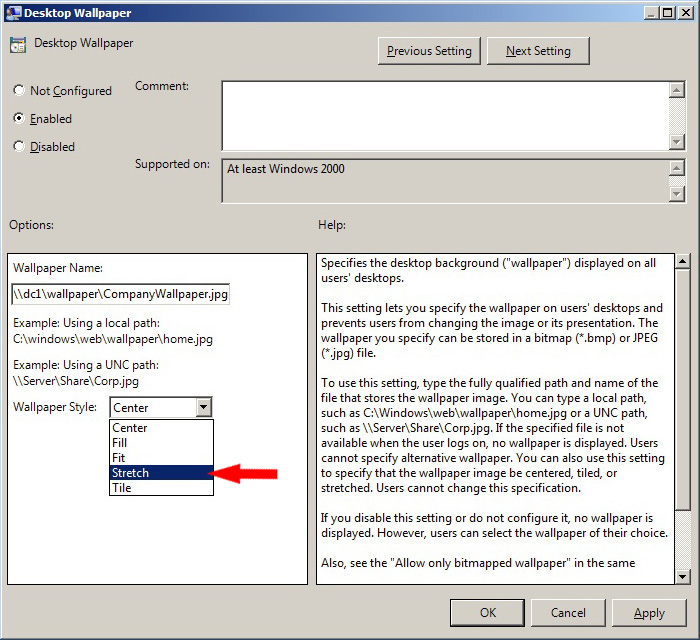 Desktop Wallpaper
Desktop Wallpaper
Previous Setting
Next Setting
Not Configured
Comment:
Enabled
Disabled
Supported on:
At least Windows 2000
Options:
Help:
Wallpaper Name:
\\dc1\wallpaper\CompanyWallpaper.jpg
Example: Using a local path:
C:\windows\web\wallpaper\home.jpg
Example: Using a UNC path:
\\Server\Share\Corp.jpg
Wallpaper Style:
Center
Center
Fill
Fit
Stretch
Tile
Specifies the desktop background ("wallpaper") displayed on all
users' desktops.
This setting lets you specify the wallpaper on users' desktops and
prevents users from changing the image or its presentation. The
wallpaper you specify can be stored in a bitmap (*.bmp) or JPEG
(*.jpg) file.
To use this setting, type the fully qualified path and name of the
file that stores the wallpaper image. You can type a local path,
such as C:\Windows\web\wallpaper\home.jpg or a UNC path,
such as \\Server\Share\Corp.jpg. If the specified file is not
available when the user logs on, no wallpaper is displayed. Users
cannot specify alternative wallpaper. You can also use this setting
to specify that the wallpaper image be centered, tiled, or
stretched. Users cannot change this specification.
If you disable this setting or do not configure it, no wallpaper is
displayed. However, users can select the wallpaper of their choice.
Also, see the "Allow only bitmapped wallpaper" in the same
OK
Cancel
Apply